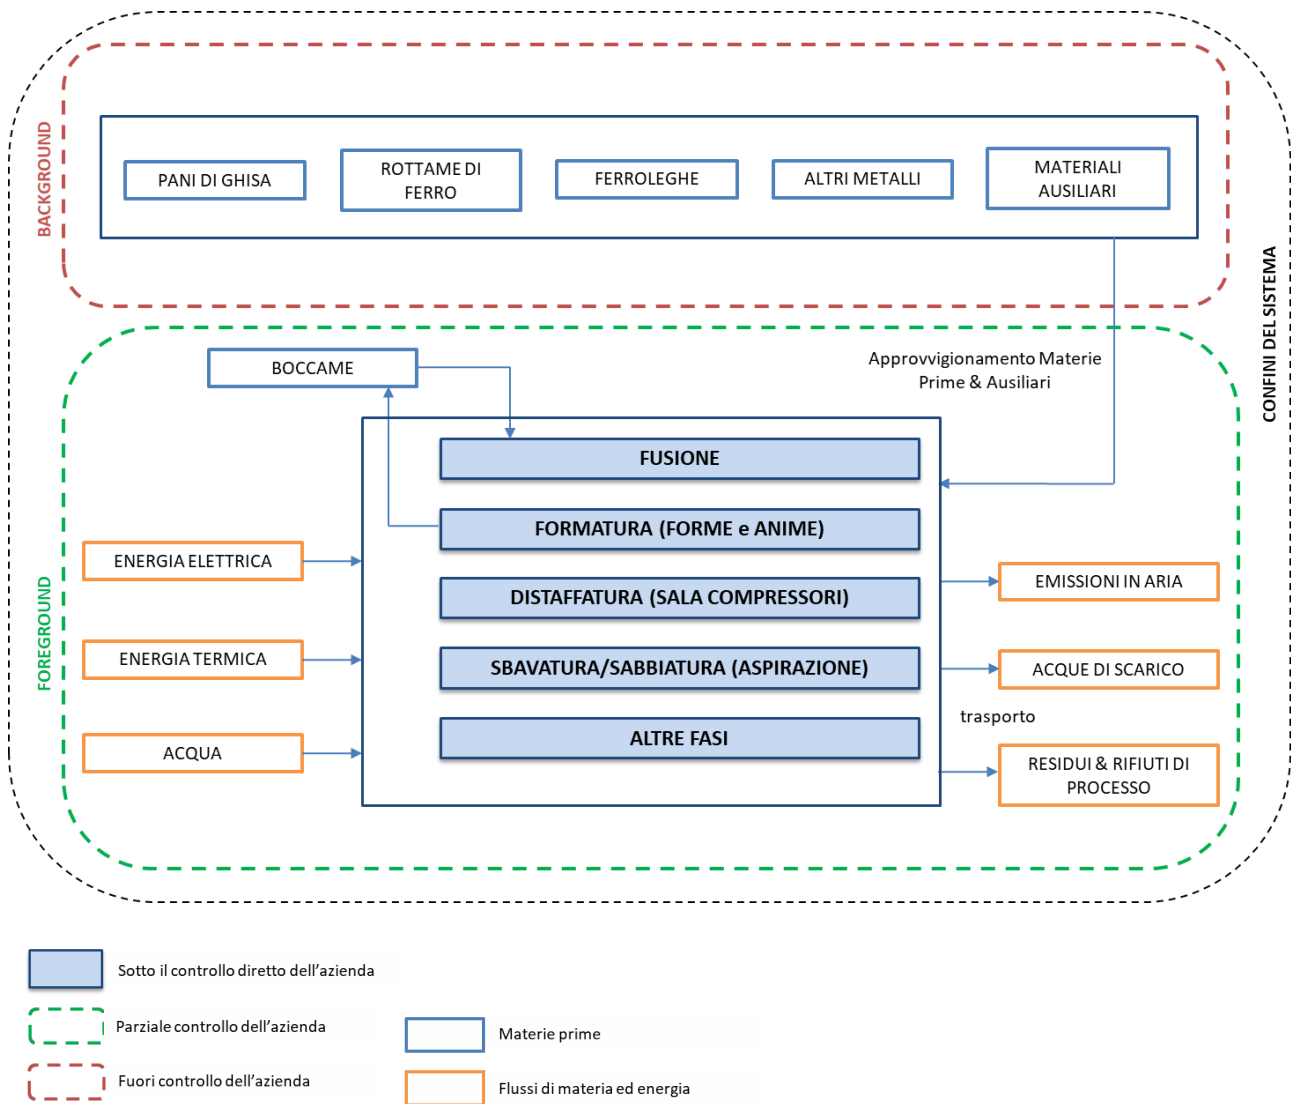 BACKGROUND
PANI DI GHISA
ROTTAME DI
FERRO
FERROLEGHE
ALTRI METALLI
MATERIALI
AUSILIARI
CONFINI DEL SISTEMA
FOREGROUND
BOCCAME
Approvvigionamento Materie
Prime & Ausiliari
FUSIONE
FORMATURA (FORME e ANIME)
DISTAFFATURA (SALA COMPRESSORI)
SBAVATURA/SABBIATURA (ASPIRAZIONE)
ALTRE FASI
ENERGIA ELETTRICA
ENERGIA TERMICA
ACQUA
EMISSIONI IN ARIA
ACQUE DI SCARICO
trasporto
RESIDUI & RIFIUTI DI
PROCESSO
Sotto il controllo diretto dell'azienda
Parziale controllo dell'azienda
Fuori controllo dell'azienda
Materie prime
Flussi di materia ed energia